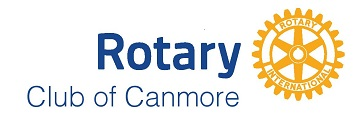 Rotary
Club of Canmore
ROTARY
INTERNATIONAL